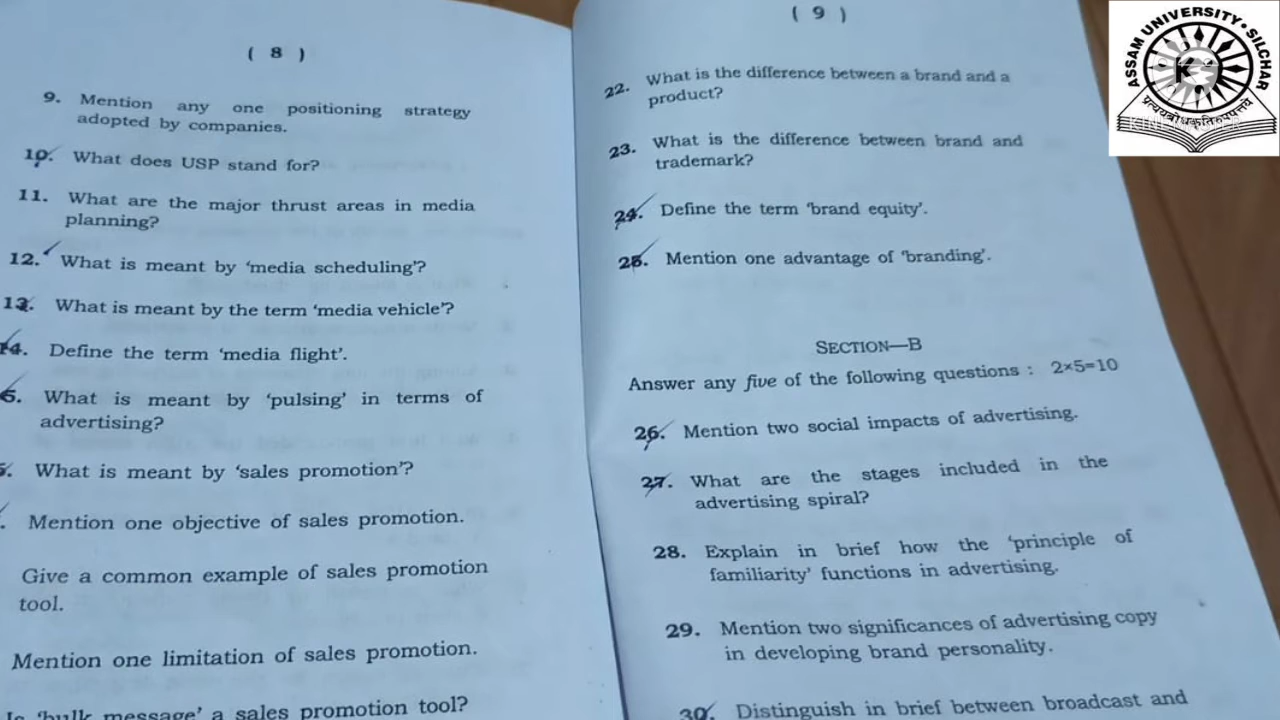 ( 8 )
9. Mention any one positioning strategy
adopted by companies.
10. What does USP stand for?
11. What are the major thrust areas in media
planning?
12. What is meant by ‘media scheduling’?
13. What is meant by the term ‘media vehicle’?
14. Define the term ‘media flight’.
5. What is meant by ‘pulsing’ in terms of
advertising?
What is meant by ‘sales promotion’?
Mention one objective of sales promotion.
Give a common example of sales promotion
tool.
Mention one limitation of sales promotion.
Is ‘bulk message’ a sales promotion tool?
( 9 )
22. What is the difference between a brand and a
product?
23. What is the difference between brand and
trademark?
24. Define the term ‘brand equity’.
25. Mention one advantage of ‘branding’.
SECTION—B
Answer any five of the following questions : 2×5=10
26. Mention two social impacts of advertising.
27. What are the stages included in the
advertising spiral?
28. Explain in brief how the ‘principle of
familiarity’ functions in advertising.
29. Mention two significances of advertising copy
in developing brand personality.
30. Distinguish in brief between broadcast and
ASSAM UNIVERSITY • SILCHAR